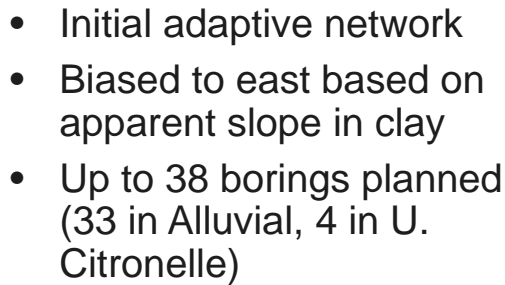 • Initial adaptive network
• Biased to east based on
apparent slope in clay
• Up to 38 borings planned
(33 in Alluvial, 4 in U.
Citronelle)